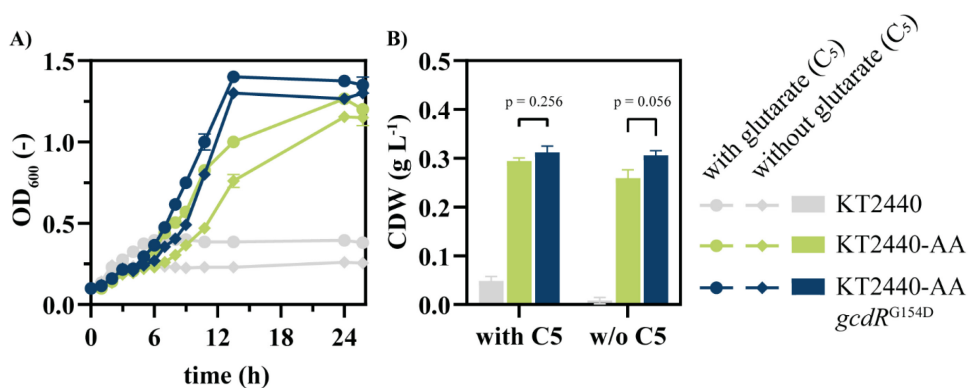 A)
OD600 (-)
1.5
1.0
0.5
0.0
0
6
12
18
24
time (h)
B)
CDW (g L-1)
0.5
0.4
0.3
0.2
0.1
0.0
p = 0.256
p = 0.056
with C5
w/o C5
with glutarate (C5)
without glutarate (C5)
KT2440
KT2440-AA
KT2440-AA
gcdRG154D